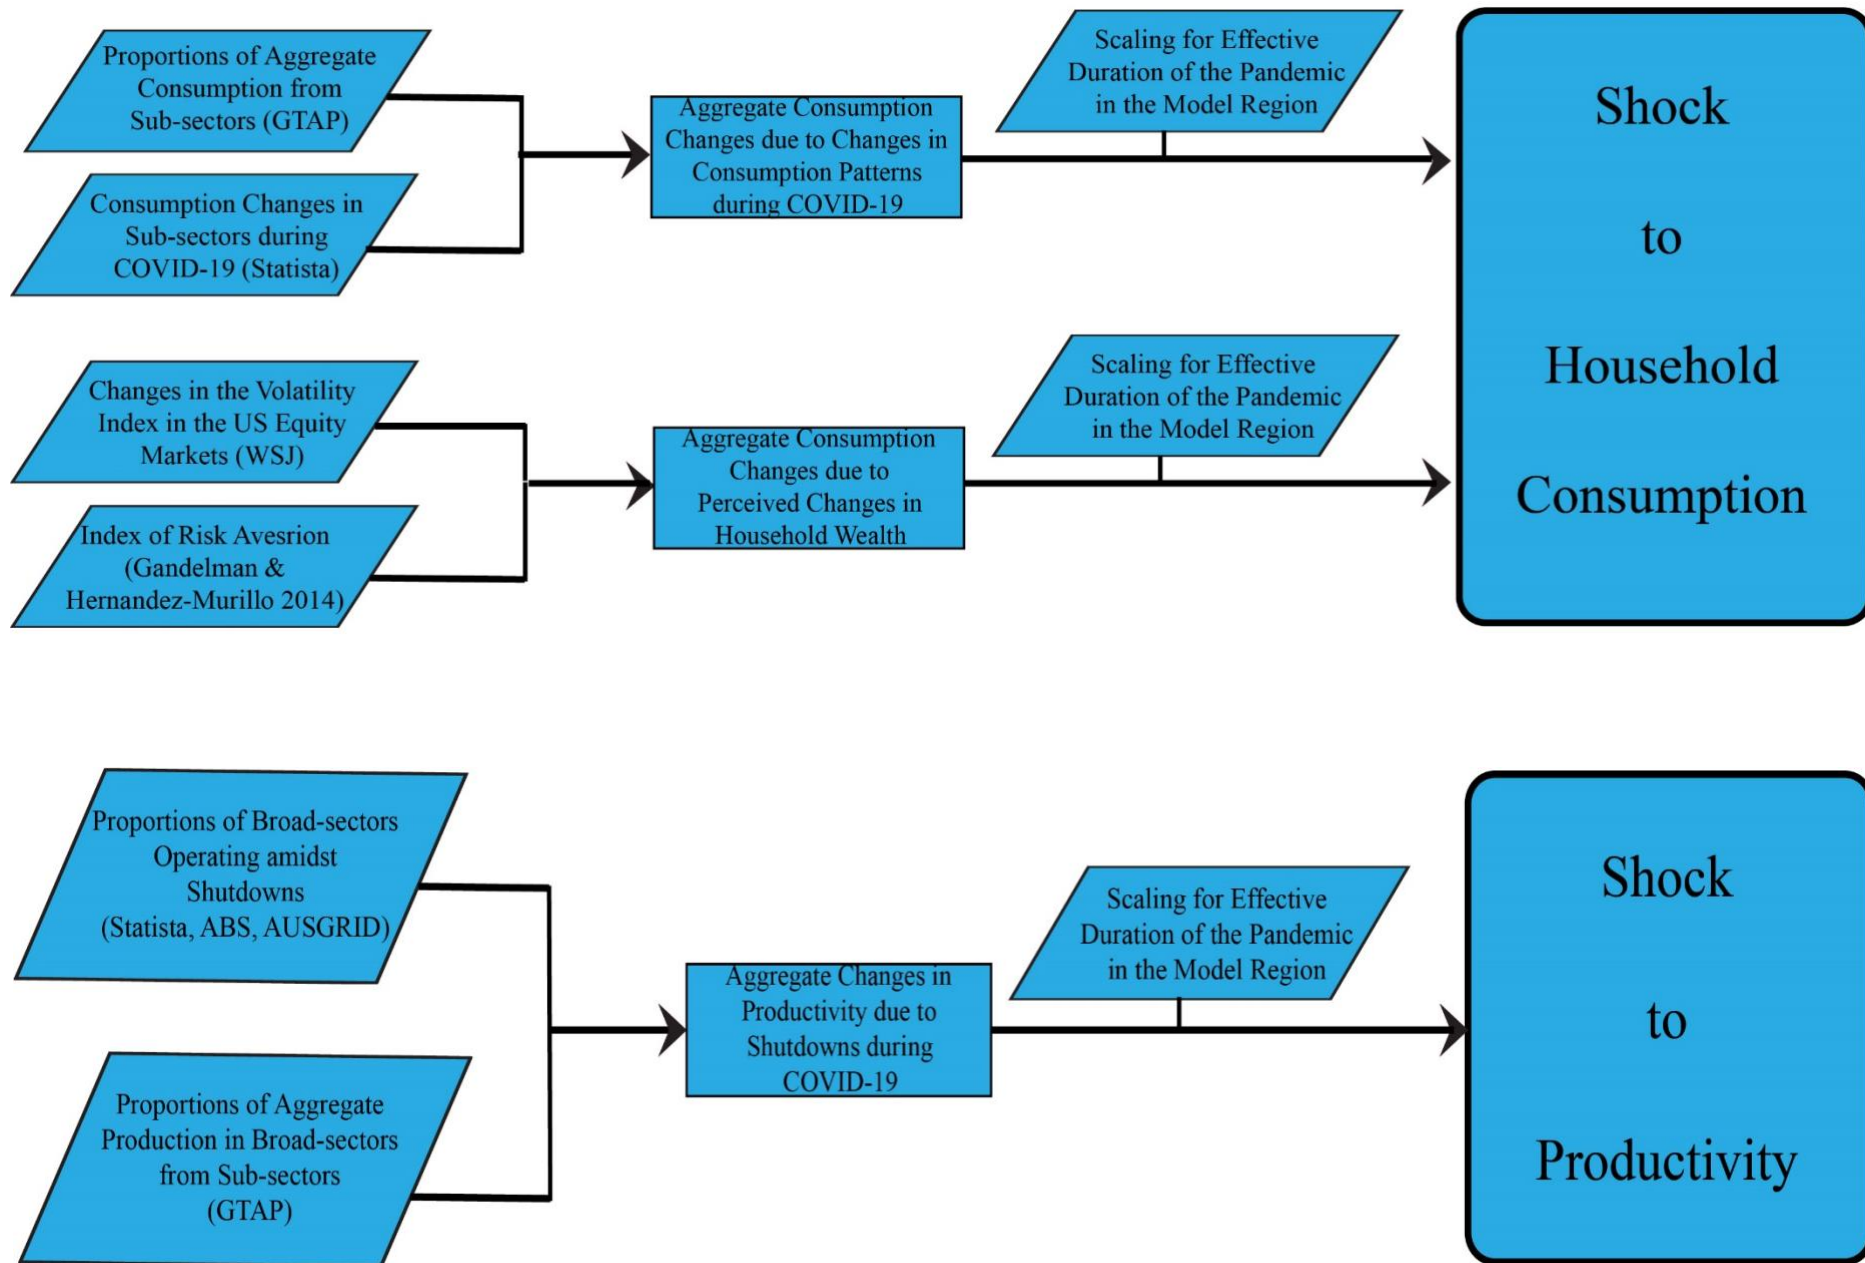 Proportions of Aggregate
Consumption from
Sub-sectors (GTAP)
Consumption Changes in
Sub-sectors during
COVID-19 (Statista)
Aggregate Consumption
Changes due to Changes in
Consumption Patterns
during COVID-19
Scaling for Effective
Duration of the Pandemic
in the Model Region
Changes in the Volatility
Index in the US Equity
Markets (WSJ)
Index of Risk Avesrion
(Gandelman &
Hernandez-Murillo 2014)
Aggregate Consumption
Changes due to
Perceived Changes in
Household Wealth
Scaling for Effective
Duration of the Pandemic
in the Model Region
Shock
to
Household
Consumption
Proportions of Broad-sectors
Operating amidst
Shutdowns
(Statista, ABS, AUSGRID)
Proportions of Aggregate
Production in Broad-sectors
from Sub-sectors
(GTAP)
Aggregate Changes in
Productivity due to
Shutdowns during
COVID-19
Scaling for Effective
Duration of the Pandemic
in the Model Region
Shock
to
Productivity